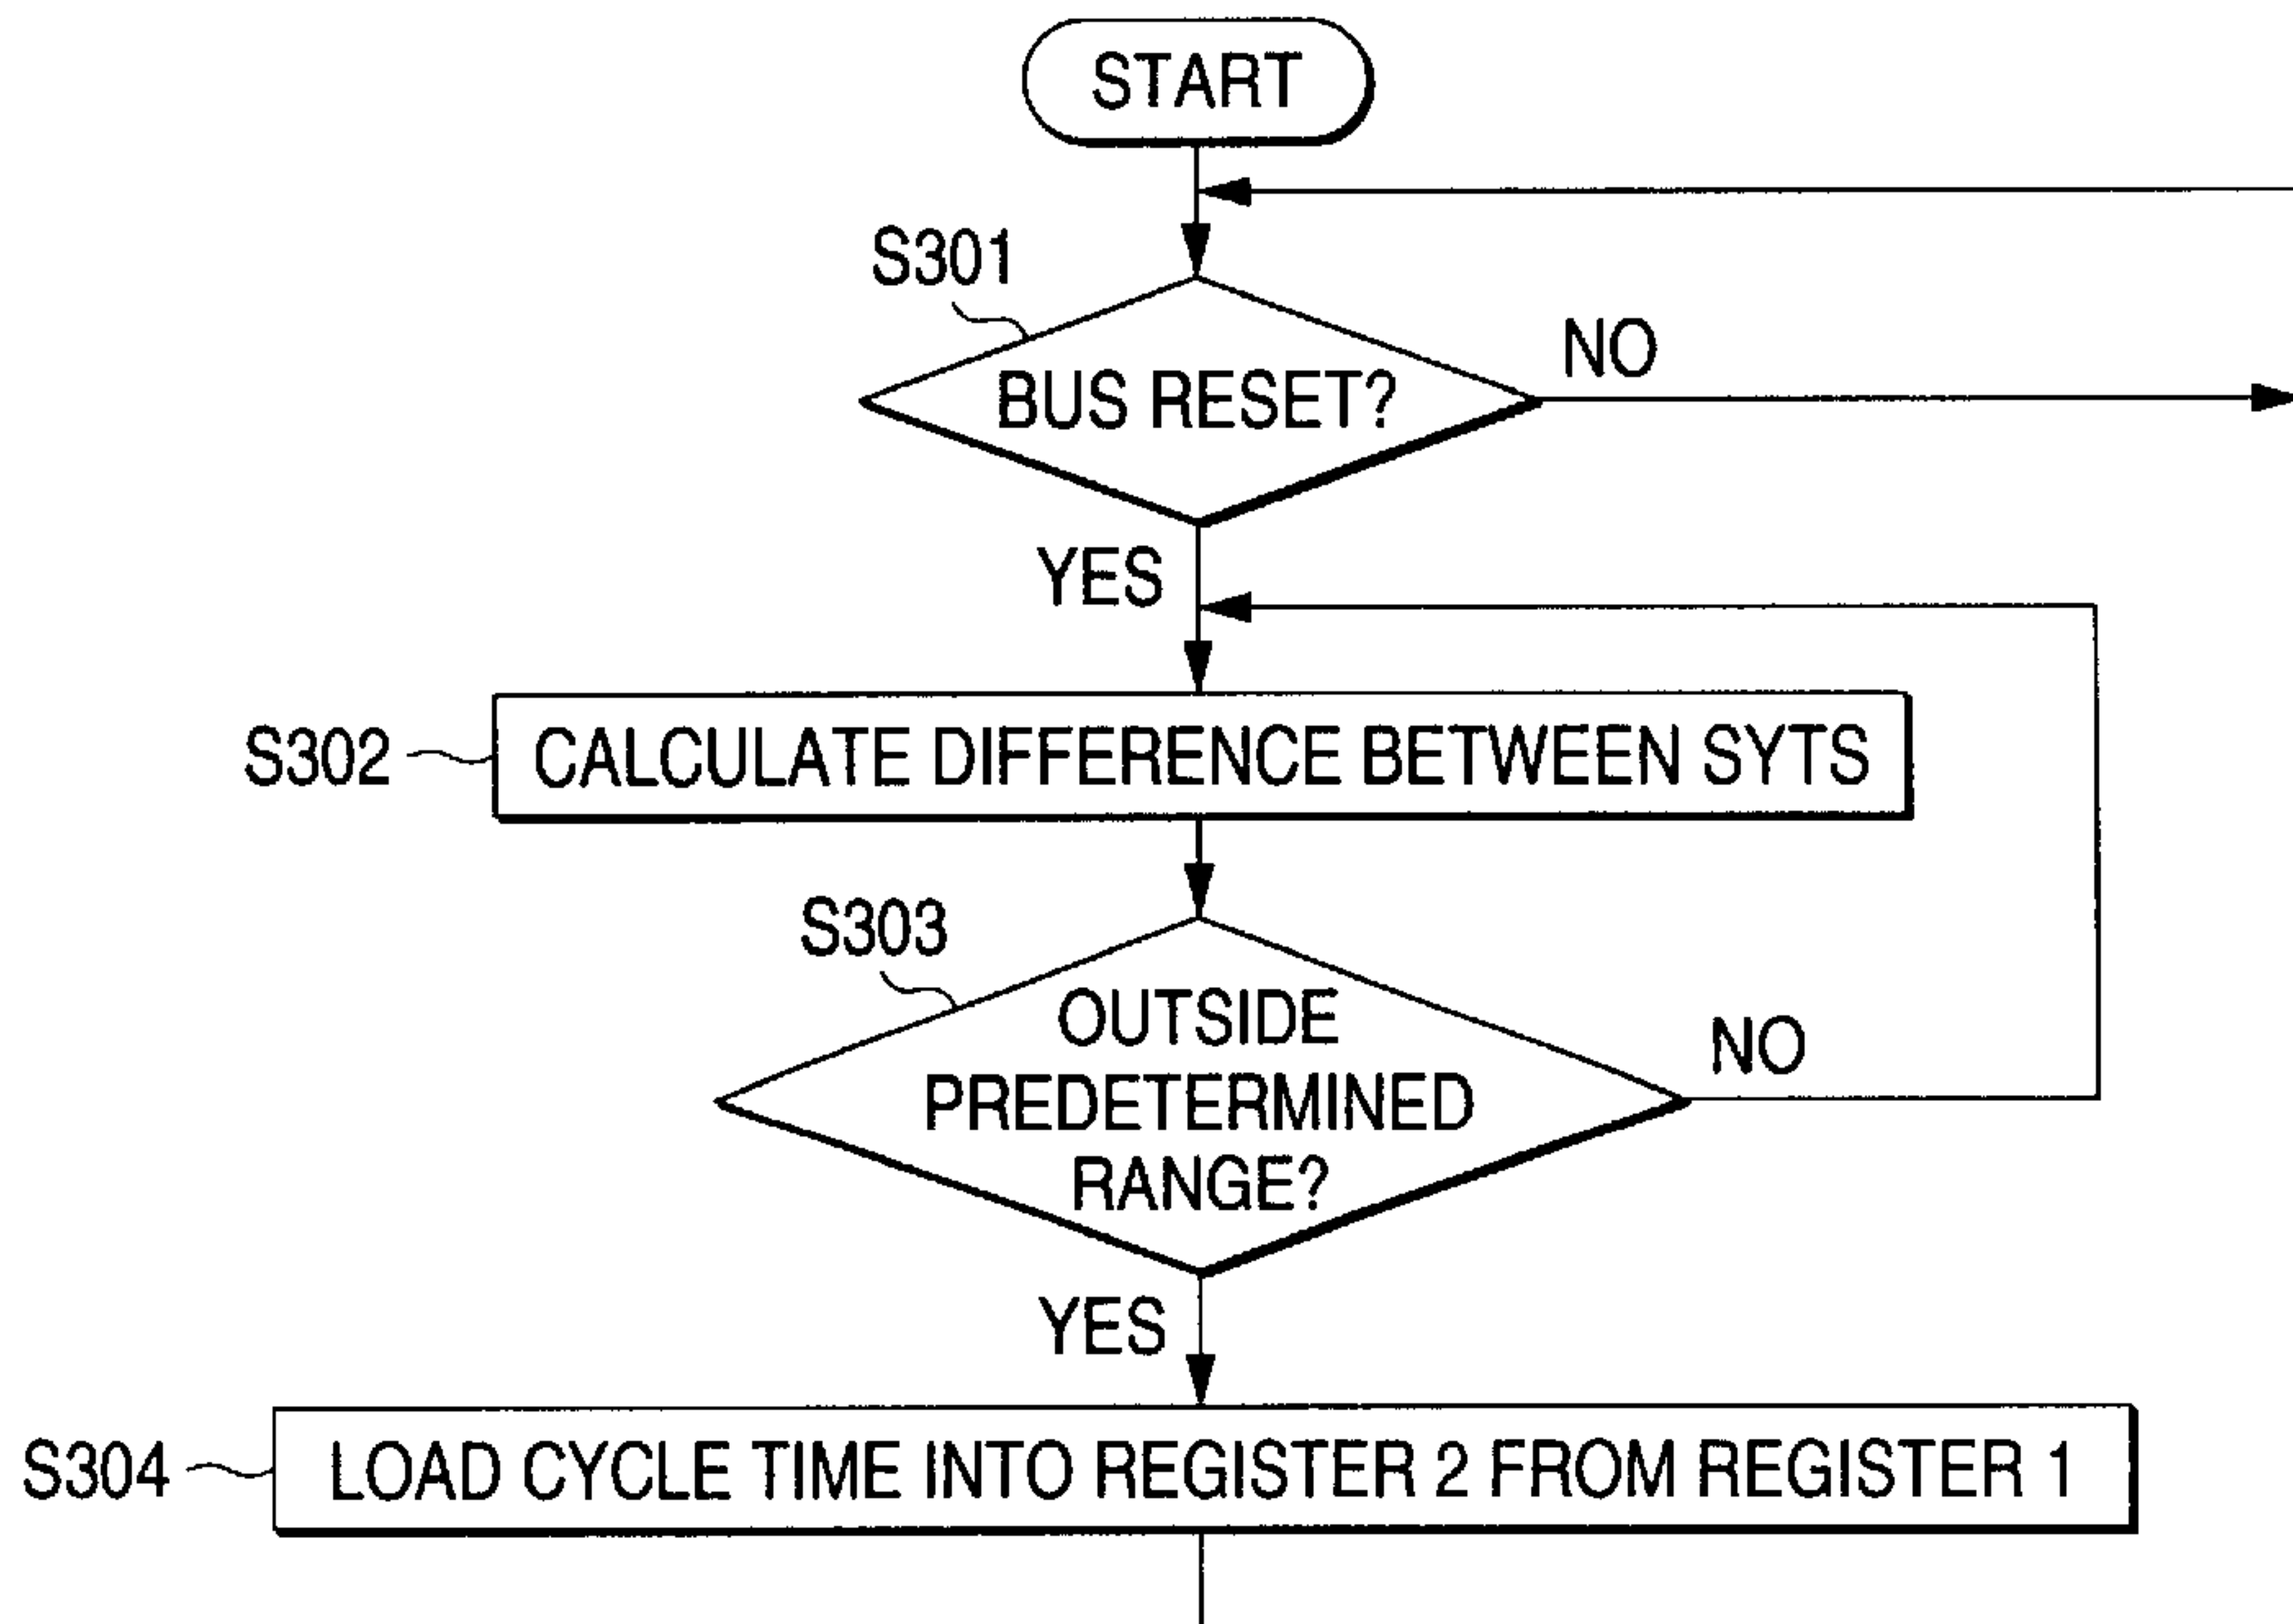 START
S301
BUS RESET?
NO
YES
S302
CALCULATE DIFFERENCE BETWEEN SYTS
S303
OUTSIDE
PREDETERMINED
RANGE?
NO
YES
S304
LOAD CYCLE TIME INTO REGISTER 2 FROM REGISTER 1